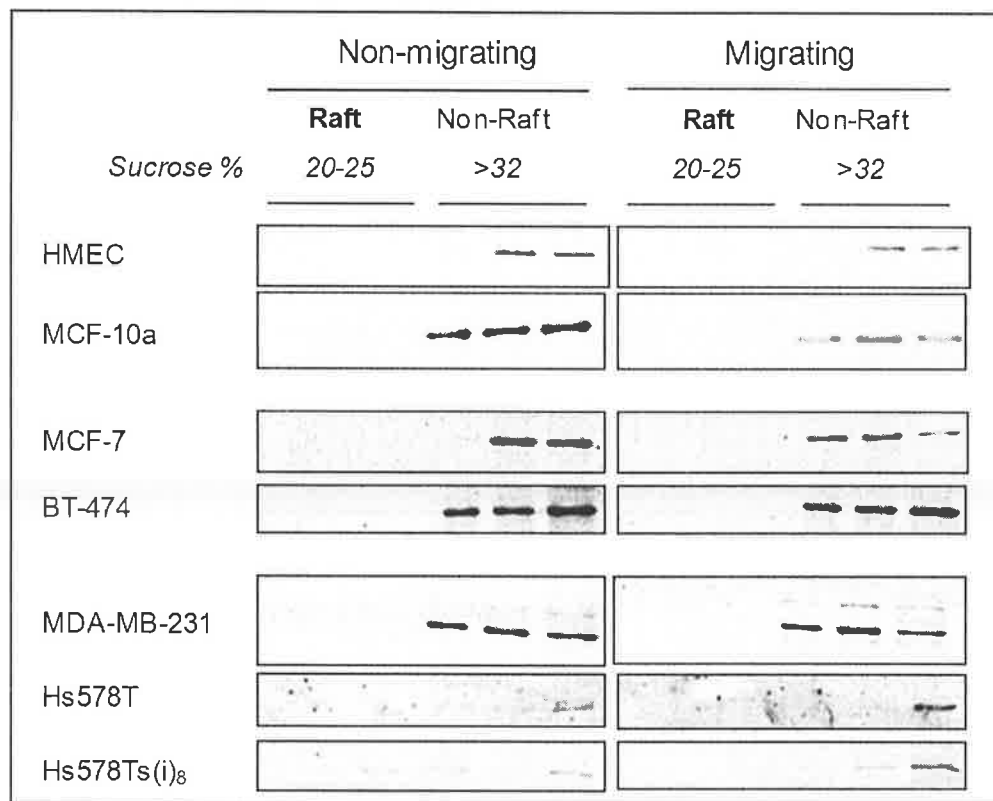 Non-migrating Migrating
Raft Non-Raft Raft Non-Raft
Sucrose % 20-25 >32 20-25 >32
HMEC
MCF-10a
MCF-7
BT-474
MDA-MB-231
Hs578T
Hs578Ts(i)8